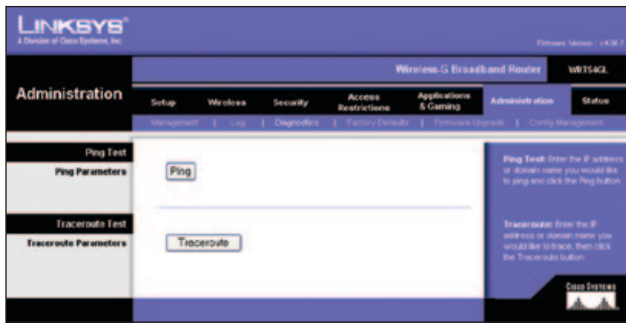 LINKSYS®
A Division of Cisco Systems, Inc.
Firmware Version : v4.30.7
Wireless-G Broadband Router
WRT54GL
Administration
Setup
Wireless
Security
Access Restrictions
Applications & Gaming
Administration
Status
Management | Log | Diagnostics | Factory Defaults | Firmware Upgrade | Config Management
Ping Test
Ping Parameters
Ping
Ping Test: Enter the IP address
or domain name you would like
to ping and click the Ping button
Traceroute Test
Traceroute Parameters
Traceroute
Traceroute: Enter the IP
address or domain name you
would like to trace, then click
the Traceroute button
CISCO SYSTEMS